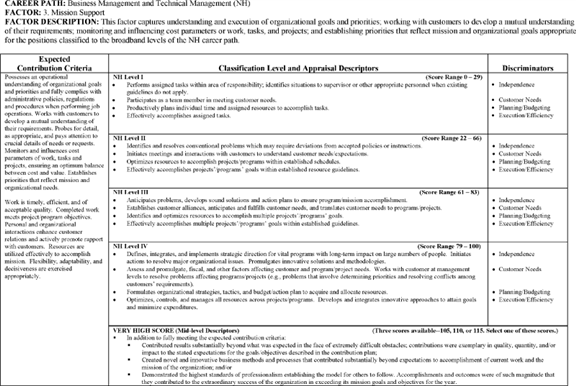 CAREER PATH: Business Management and Technical Management (NH)
FACTOR: 3. Mission Support
FACTOR DESCRIPTION: This factor captures understanding and execution of organizational goals and priorities; working with customers to develop a mutual understanding
of their requirements; monitoring and influencing cost parameters or work, tasks, and projects; and establishing priorities that reflect mission and organizational goals appropriate
for the positions classified to the broadband levels of the NH career path.
Expected
Contribution Criteria
Classification Level and Appraisal Descriptors
Discriminators
Possesses an operational
understanding of organizational goals
and priorities and fully complies with
administrative policies, regulations
and procedures when performing job
operations. Works with customers to
develop a mutual understanding of
their requirements. Probes for detail,
as appropriate, and pays attention to
crucial details of needs or requests.
Monitors and influences cost
parameters of work, tasks and
projects, ensuring an optimum balance
between cost and value. Establishes
priorities that reflect mission and
organizational needs.
Work is timely, efficient, and of
acceptable quality. Completed work
meets project program objectives.
Personal and organizational
interactions enhance customer
relations and actively promote rapport
with customers. Resources are
utilized effectively to accomplish
mission. Flexibility, adaptability, and
decisiveness are exercised
appropriately.
NH Level I (Score Range 0 – 29)
• Performs assigned tasks within area of responsibility; identifies situations to supervisor or other appropriate personnel when existing
guidelines do not apply.
• Participates as a team member in meeting customer needs.
• Productively plans individual time and assigned resources to accomplish tasks.
• Effectively accomplishes assigned tasks.
• Independence
• Customer Needs
• Planning/Budgeting
• Execution/Efficiency
NH Level II (Score Range 22 – 66)
• Identifies and resolves conventional problems which may require deviations from accepted policies or instructions.
• Initiates meetings and interactions with customers to understand customer needs/expectations.
• Optimizes resources to accomplish projects/programs within established schedules.
• Effectively accomplishes projects'/programs' goals within established resource guidelines.
• Independence
• Customer Needs
• Planning/Budgeting
• Execution/Efficiency
NH Level III (Score Range 61 – 83)
• Anticipates problems, develops sound solutions and action plans to ensure program/mission accomplishment.
• Establishes customer alliances, anticipates and fulfills customer needs, and translates customer needs to programs/projects.
• Identifies and optimizes resources to accomplish multiple projects'/programs' goals.
• Effectively accomplishes multiple projects'/programs' goals within established guidelines.
• Independence
• Customer Needs
• Planning/Budgeting
• Execution/Efficiency
NH Level IV (Score Range 79 – 100)
• Defines, integrates, and implements strategic direction for vital programs with long-term impact on large numbers of people. Initiates
actions to resolve major organizational issues. Promulgates innovative solutions and methodologies.
• Assess and promulgate, fiscal, and other factors affecting customer and program/project needs. Works with customer at management
levels to resolve problems affecting programs/projects (e.g., problems that involve determining priorities and resolving conflicts among
customers' requirements).
• Formulates organizational strategies, tactics, and budget/action plan to acquire and allocate resources.
• Optimizes, controls, and manages all resources across projects/programs. Develops and integrates innovative approaches to attain goals
and minimize expenditures.
• Independence
• Customer Needs
• Planning/Budgeting
• Execution/Efficiency
VERY HIGH SCORE (Mid-level Descriptors) (Three scores available--105, 110, or 115. Select one of these scores.)
• In addition to fully meeting the expected contribution criteria:
• Contributed results substantially beyond what was expected in the face of extremely difficult obstacles; contributions were exemplary in quality, quantity, and/or
impact to the stated expectations for the goals/objectives described in the contribution plan;
• Created novel and innovative business methods and processes that contributed substantially beyond expectations to accomplishment of current work and the
mission of the organization; and/or
• Demonstrated the highest standards of professionalism establishing the model for others to follow. Accomplishments and outcomes were of such magnitude that
they contributed to the extraordinary success of the organization in exceeding its mission goals and objectives for the year.